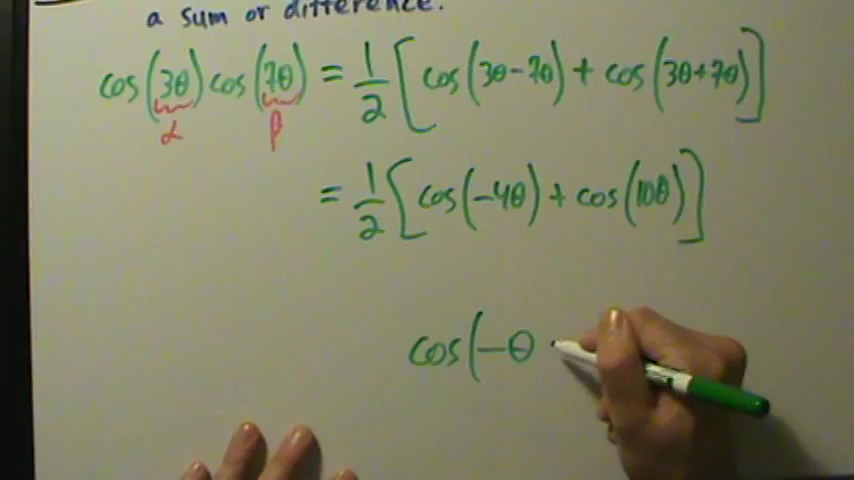 a sum or difference.
cos(3θ)cos(7θ) = 1/2[cos(3θ-7θ)+cos(3θ+7θ)]
α β
= 1/2[cos(-4θ)+cos(10θ)]
cos(-θ